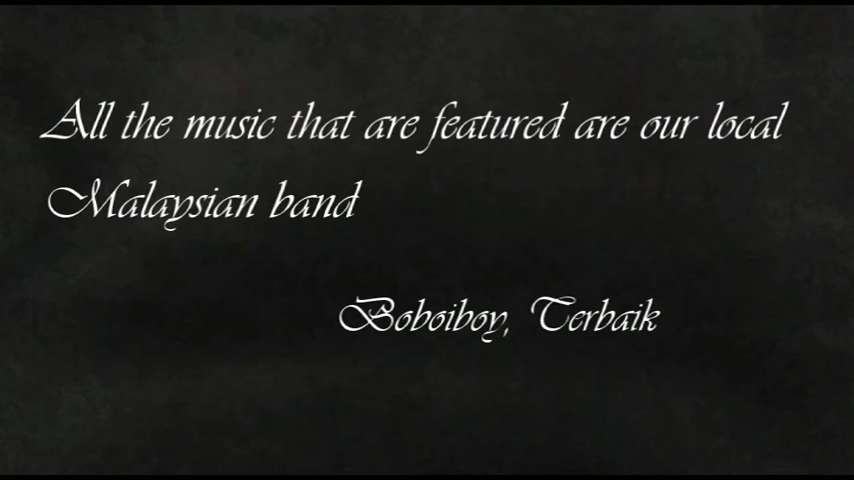 All the music that are featured are our local
Malaysian band
Boboiboy, Terbaik